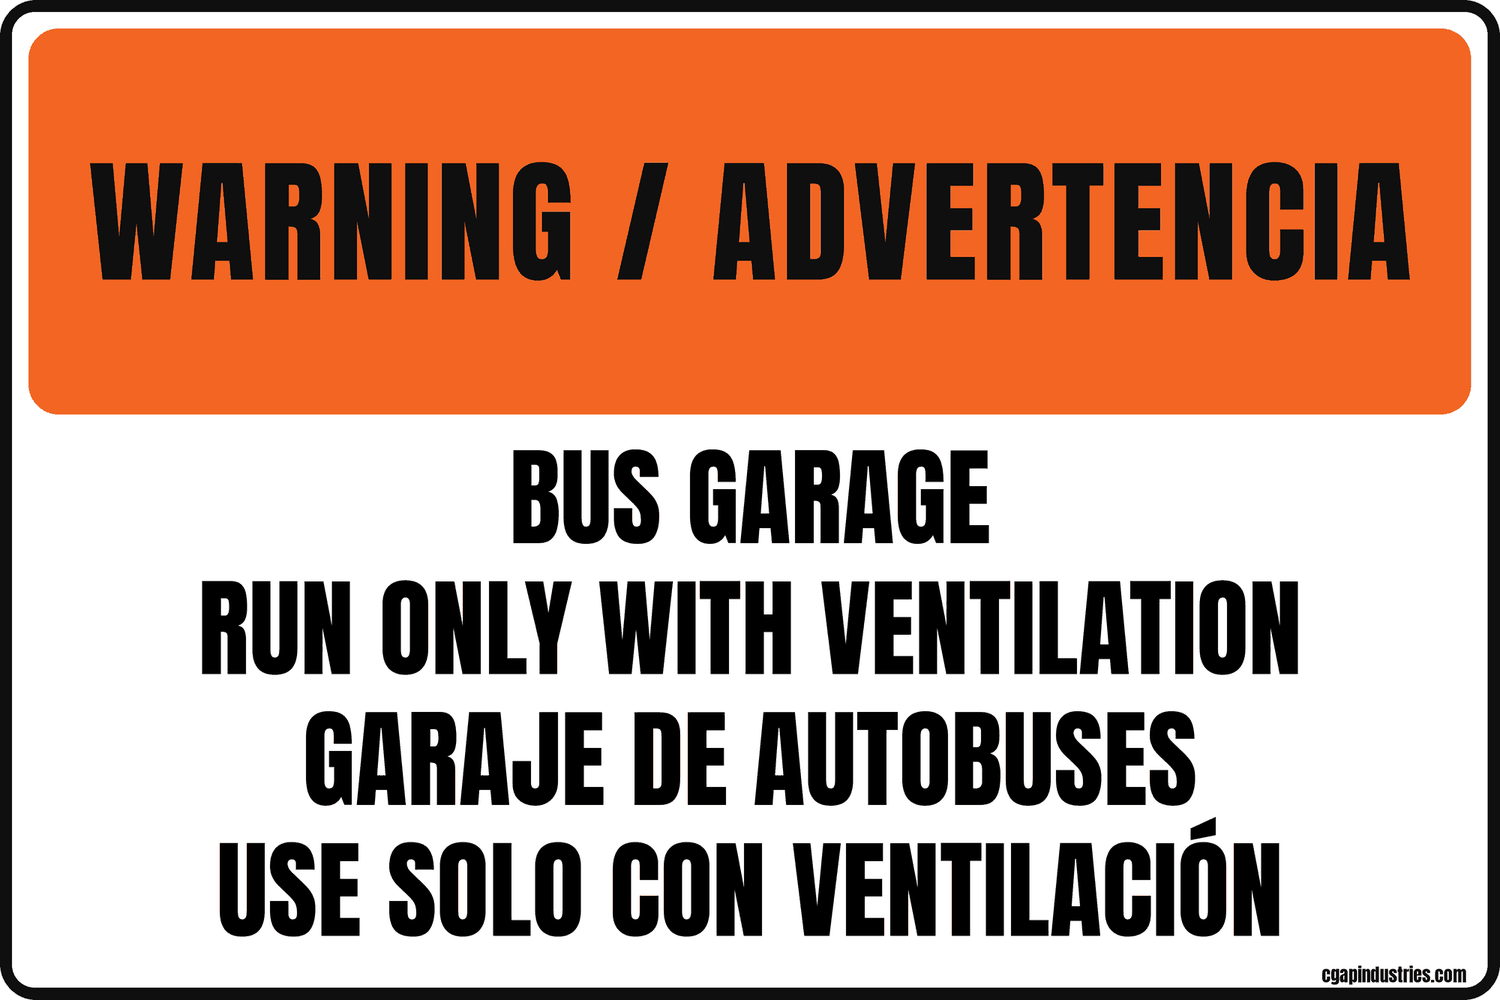 WARNING / ADVERTENCIA
BUS GARAGE
RUN ONLY WITH VENTILATION
GARAJE DE AUTOBUSES
USE SOLO CON VENTILACIÓN
cgapindustries.com